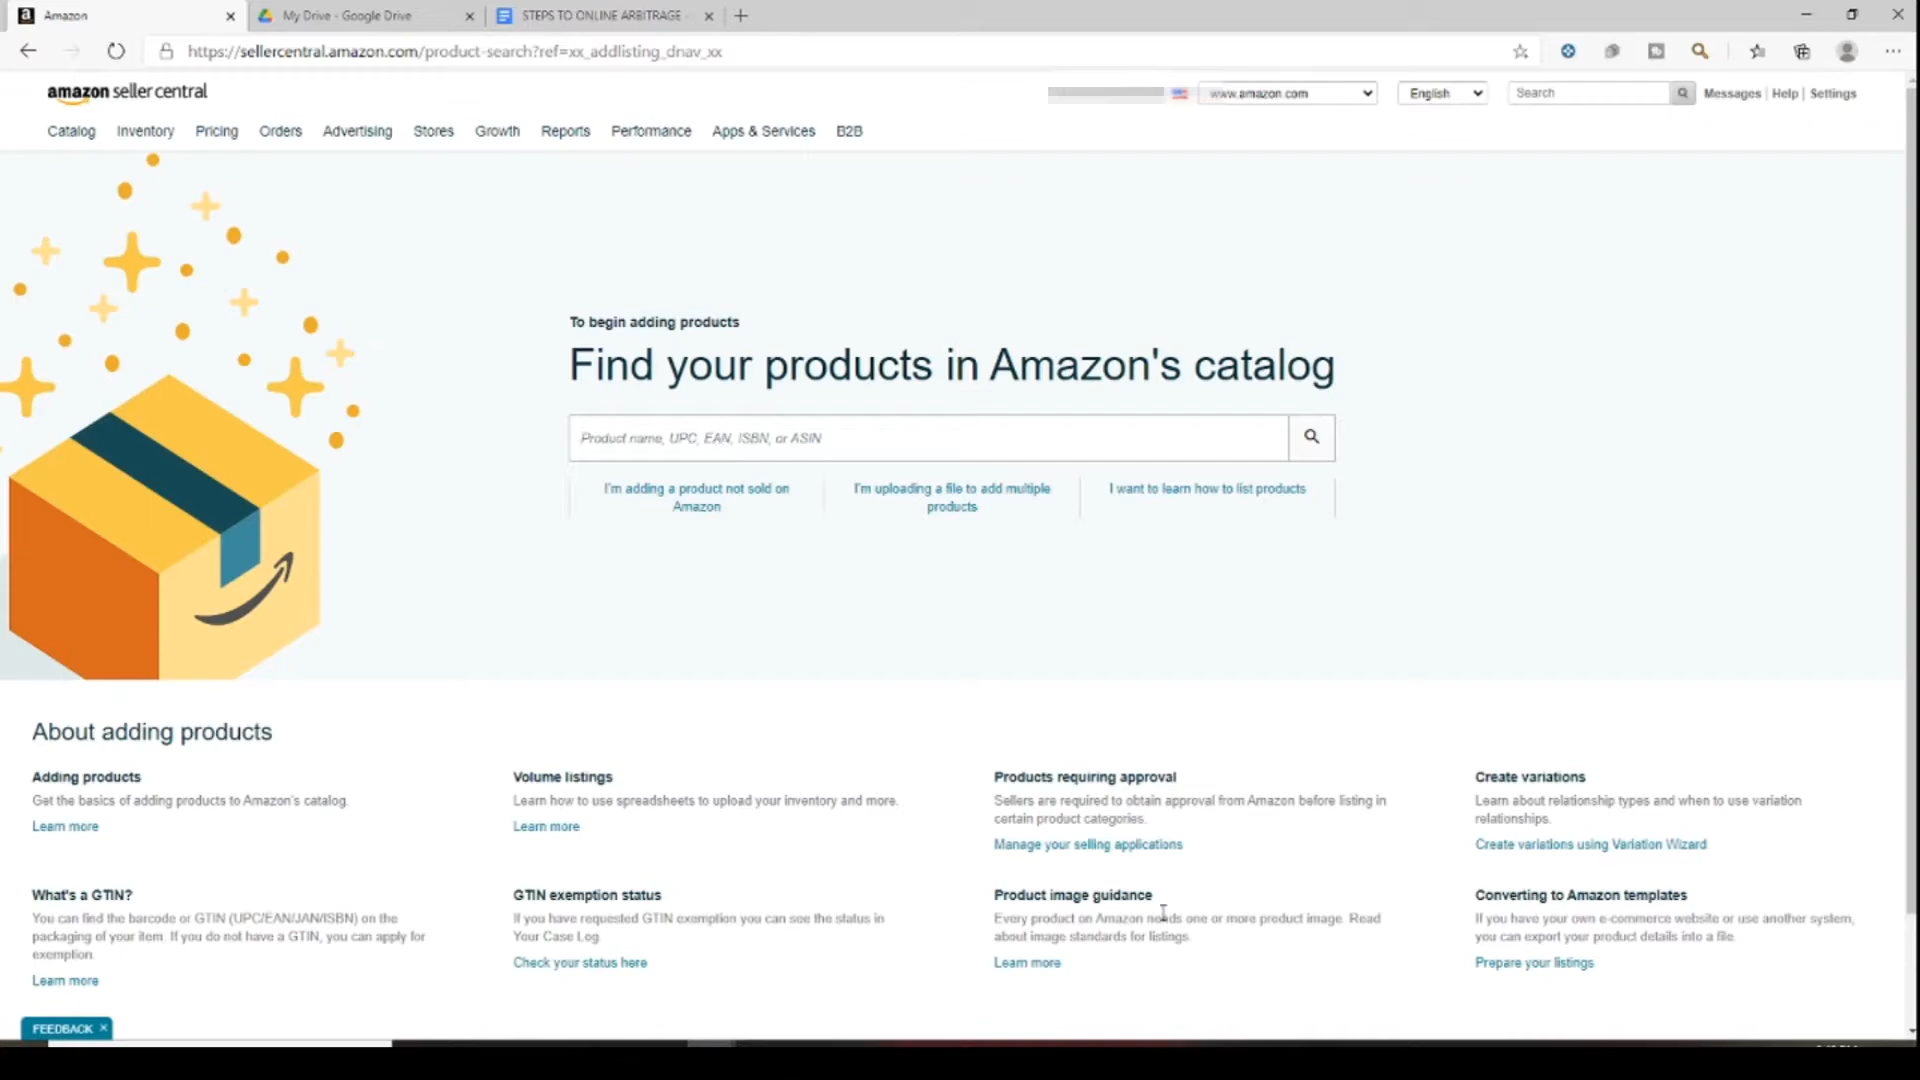 Amazon
My Drive - Google Drive
STEPS TO ONLINE ARBITRAGE
https://sellercentral.amazon.com/product-search?ref=xx_addlisting_dnav_xx
amazon seller central
www.amazon.com
English
Search
Messages | Help | Settings
Catalog Inventory Pricing Orders Advertising Stores Growth Reports Performance Apps & Services B2B
To begin adding products
Find your products in Amazon's catalog
Product name, UPC, EAN, ISBN, or ASIN
I'm adding a product not sold on
Amazon
I'm uploading a file to add multiple
products
I want to learn how to list products
About adding products
Adding products
Get the basics of adding products to Amazon's catalog.
Learn more
Volume listings
Learn how to use spreadsheets to upload your inventory and more.
Learn more
Products requiring approval
Sellers are required to obtain approval from Amazon before listing in
certain product categories.
Manage your selling applications
Create variations
Learn about relationship types and when to use variation
relationships.
Create variations using Variation Wizard
What's a GTIN?
You can find the barcode or GTIN (UPC/EAN/JAN/ISBN) on the
packaging of your item. If you do not have a GTIN, you can apply for
exemption.
Learn more
GTIN exemption status
If you have requested GTIN exemption you can see the status in
Your Case Log
Check your status here
Product image guidance
Every product on Amazon needs one or more product image. Read
about image standards for listings.
Learn more
Converting to Amazon templates
If you have your own e-commerce website or use another system,
you can export your product details into a file.
Prepare your listings
FEEDBACK